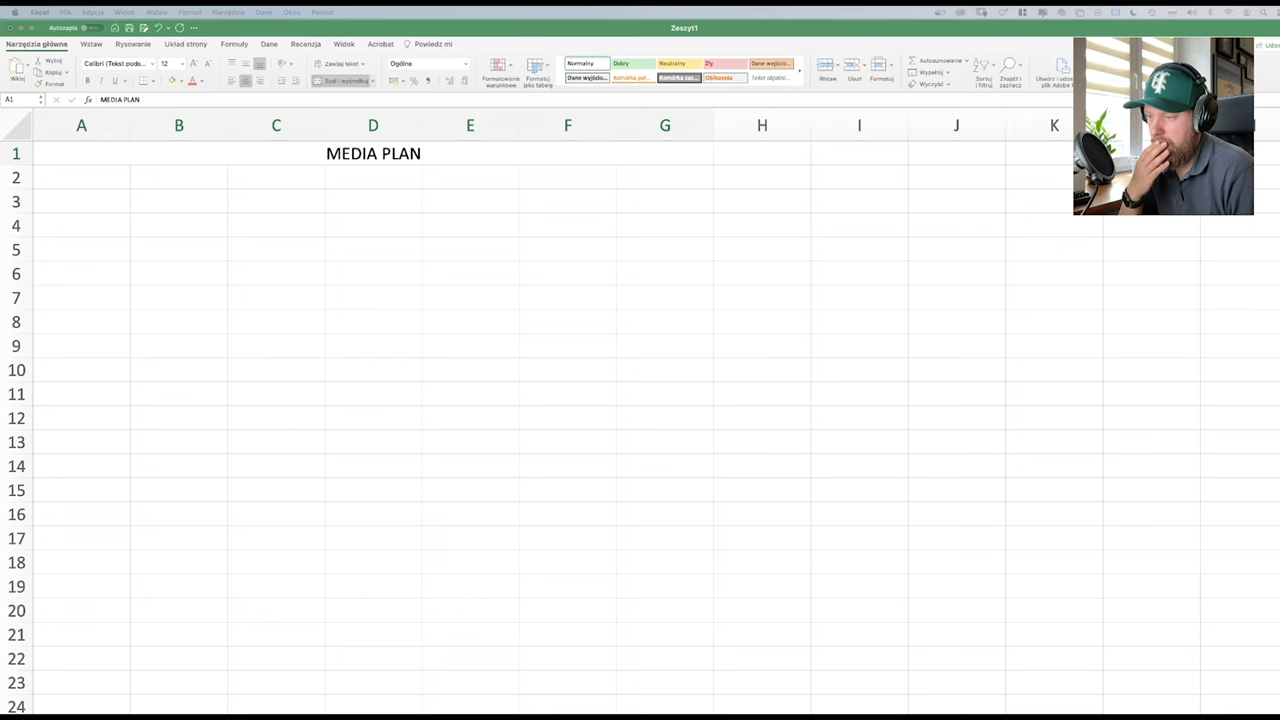 Excel Plik Edycja Widok Wstaw Format Narzędzia Dane Okno Pomoc
Autozapis Zeszyt1
Narzędzia główne Wstaw Rysowanie Układ strony Formuły Dane Recenzja Widok Acrobat Powiedz mi
Wklej Wytnij Kopiuj Format
Calibri (Tekst pods... 12
B I U A
Zawijaj tekst
Scal i wyśrodkuj
Ogólne
Formatowanie warunkowe
Formatuj jako tabelę
Normalny Dobry Neutralny Zły Dane wejścio...
Dane wyjścio... Komórka poł... Komórka zaz... Obliczenia Tekst objaśnie...
Wstaw Usuń Formatuj
Autosumowanie
Wypełnij
Wyczyść
Sortuj i filtruj
Znajdź i zaznacz
A1 fx MEDIA PLAN
A B C D E F G H I J K
1 MEDIA PLAN
2
3
4
5
6
7
8
9
10
11
12
13
14
15
16
17
18
19
20
21
22
23
24